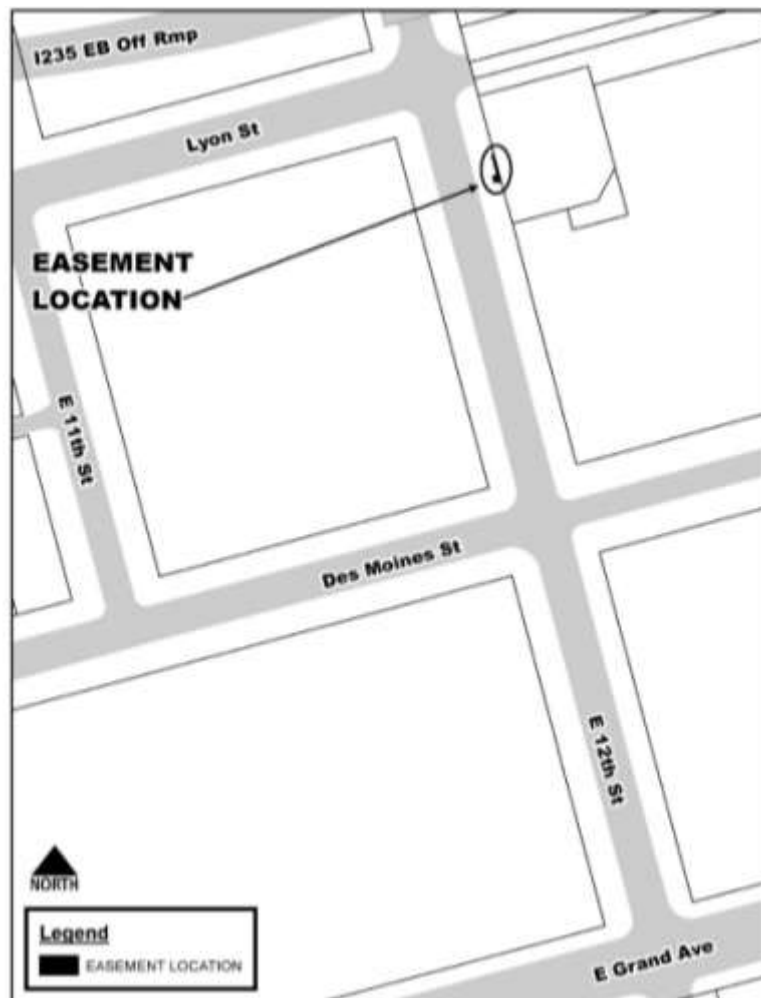 I235 EB Off Rmp
Lyon St
EASEMENT
LOCATION
E 11th St
Des Moines St
E 12th St
NORTH
Legend
EASEMENT LOCATION
E Grand Ave